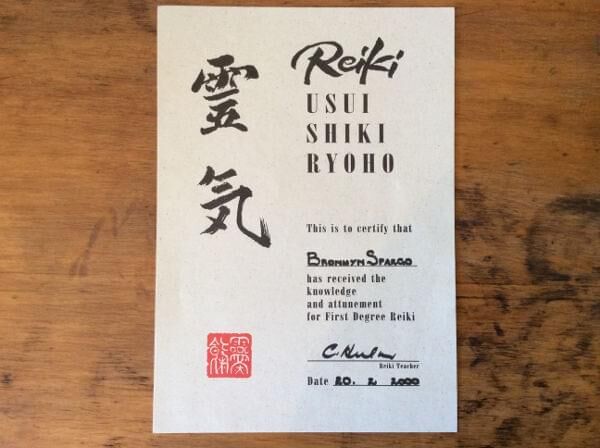 靈
気
Reiki
USUI
SHIKI
RYOHO
This is to certify that
BRONWYN SPARGO
has received the
knowledge
and attunement
for First Degree Reiki
Reiki Teacher
Date 20. 2 2000